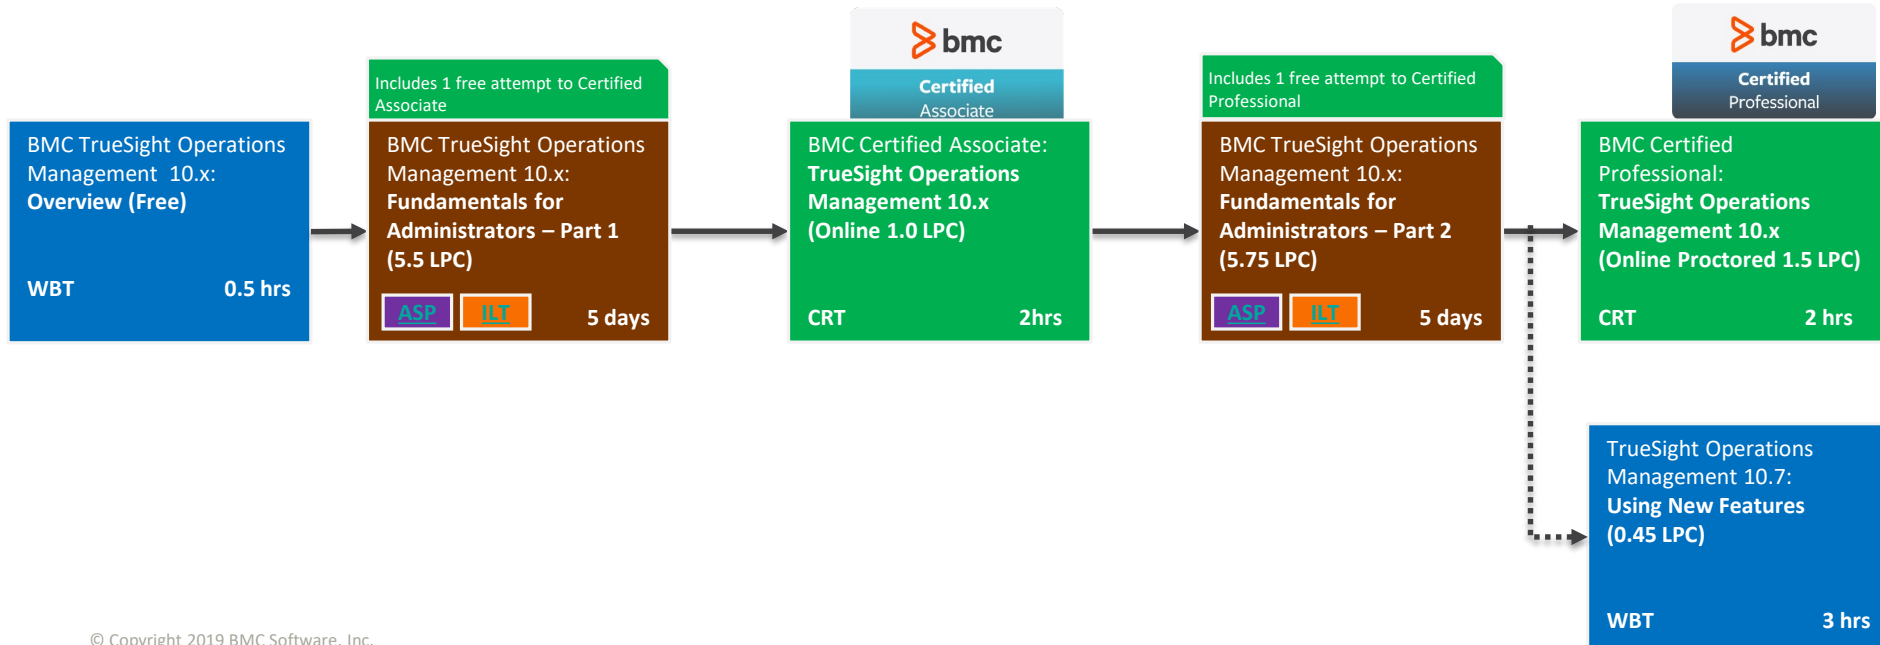 bmc
Certified
Associate
bmc
Certified
Professional
Includes 1 free attempt to Certified
Associate
Includes 1 free attempt to Certified
Professional
BMC TrueSight Operations
Management 10.x:
Overview (Free)
WBT 0.5 hrs
BMC TrueSight Operations
Management 10.x:
Fundamentals for
Administrators – Part 1
(5.5 LPC)
ASP ILT 5 days
BMC Certified Associate:
TrueSight Operations
Management 10.x
(Online 1.0 LPC)
CRT 2hrs
BMC TrueSight Operations
Management 10.x:
Fundamentals for
Administrators – Part 2
(5.75 LPC)
ASP ILT 5 days
BMC Certified
Professional:
TrueSight Operations
Management 10.x
(Online Proctored 1.5 LPC)
CRT 2 hrs
TrueSight Operations
Management 10.7:
Using New Features
(0.45 LPC)
WBT 3 hrs
© Copyright 2019 BMC Software, Inc.